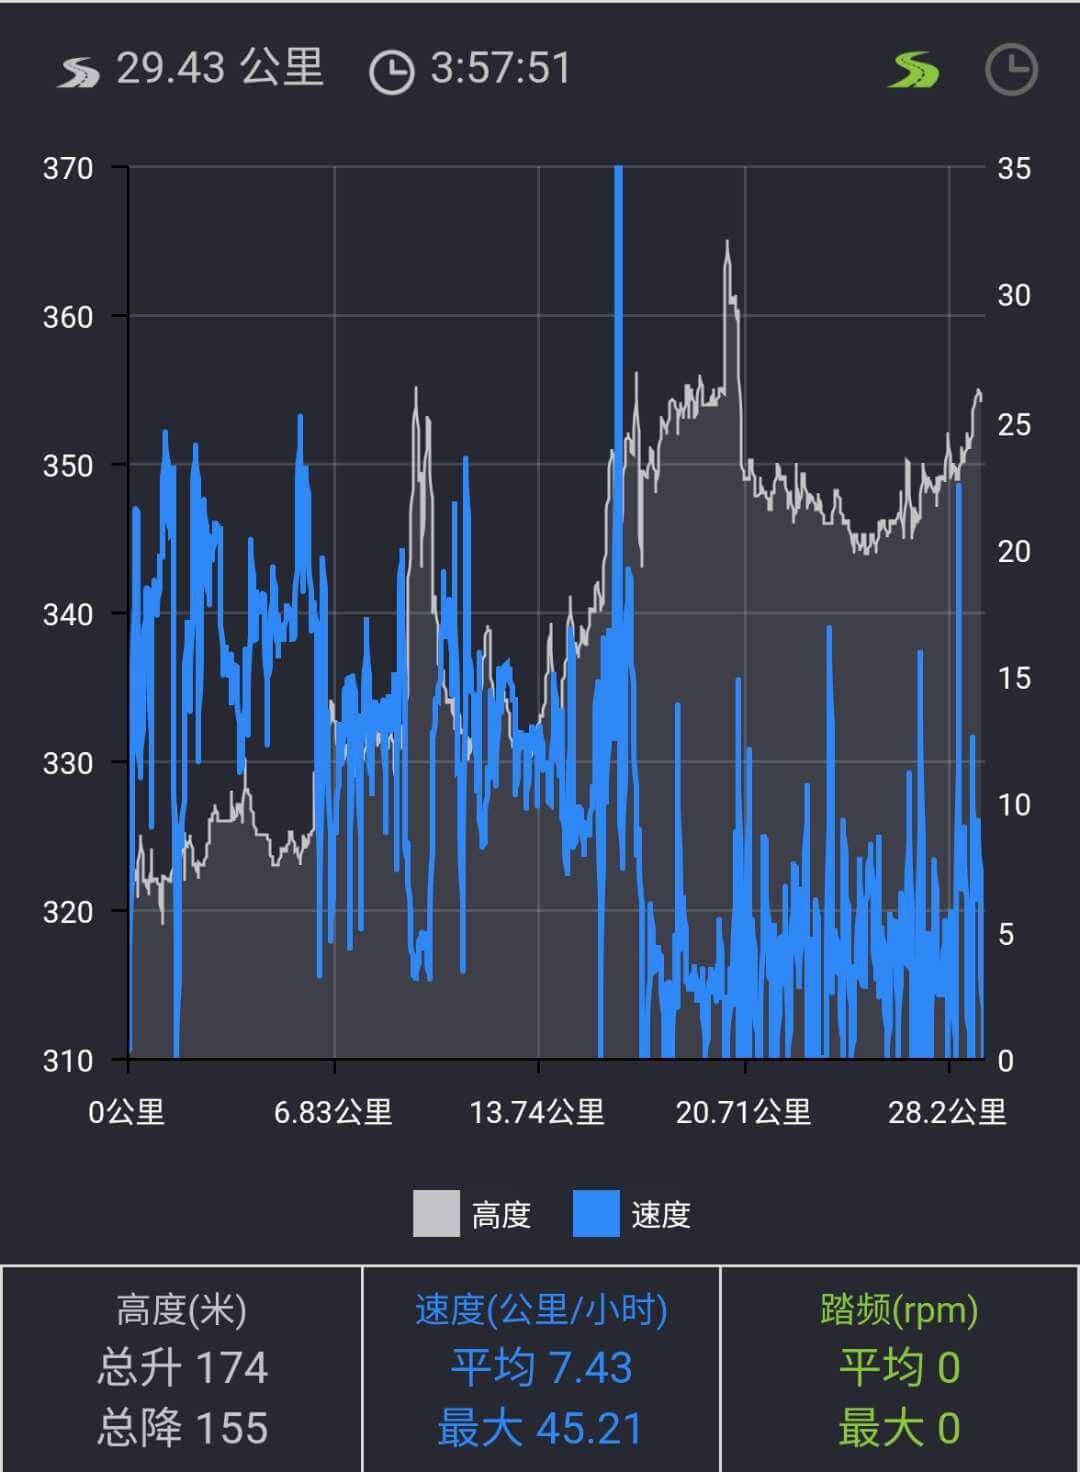 29.43 公里 3:57:51
370 35
360 30
350 25
340 20
330 15
320 10
310 5
0
0公里 6.83公里 13.74公里 20.71公里 28.2公里
高度 速度
高度(米) 速度(公里/小时) 踏频(rpm)
总升 174 平均 7.43 平均 0
总降 155 最大 45.21 最大 0